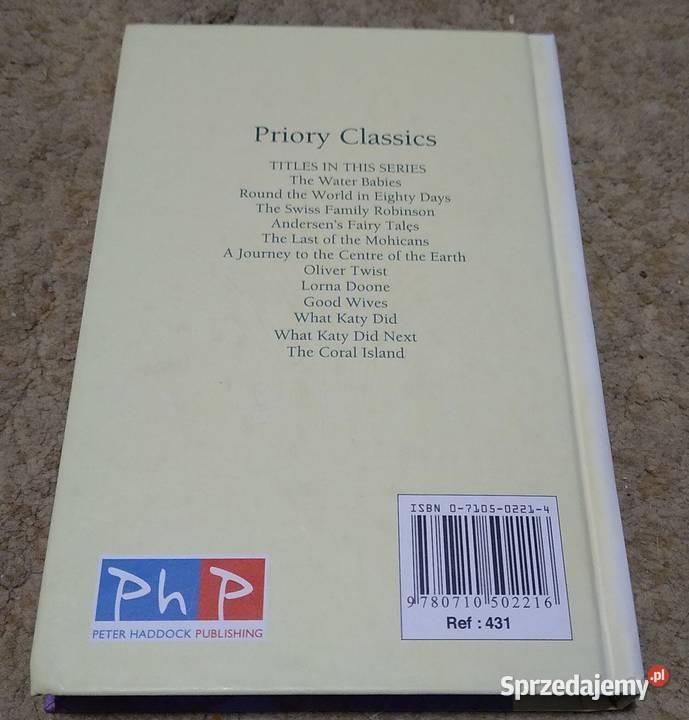 Priory Classics
TITLES IN THIS SERIES
The Water Babies
Round the World in Eighty Days
The Swiss Family Robinson
Andersen's Fairy Tales
The Last of the Mohicans
A Journey to the Centre of the Earth
Oliver Twist
Lorna Doone
Good Wives
What Katy Did
What Katy Did Next
The Coral Island
ISBN 0-7105-0221-4
9 780710 502216
Ref : 431
PhP
PETER HADDOCK PUBLISHING
Sprzedajemy.pl